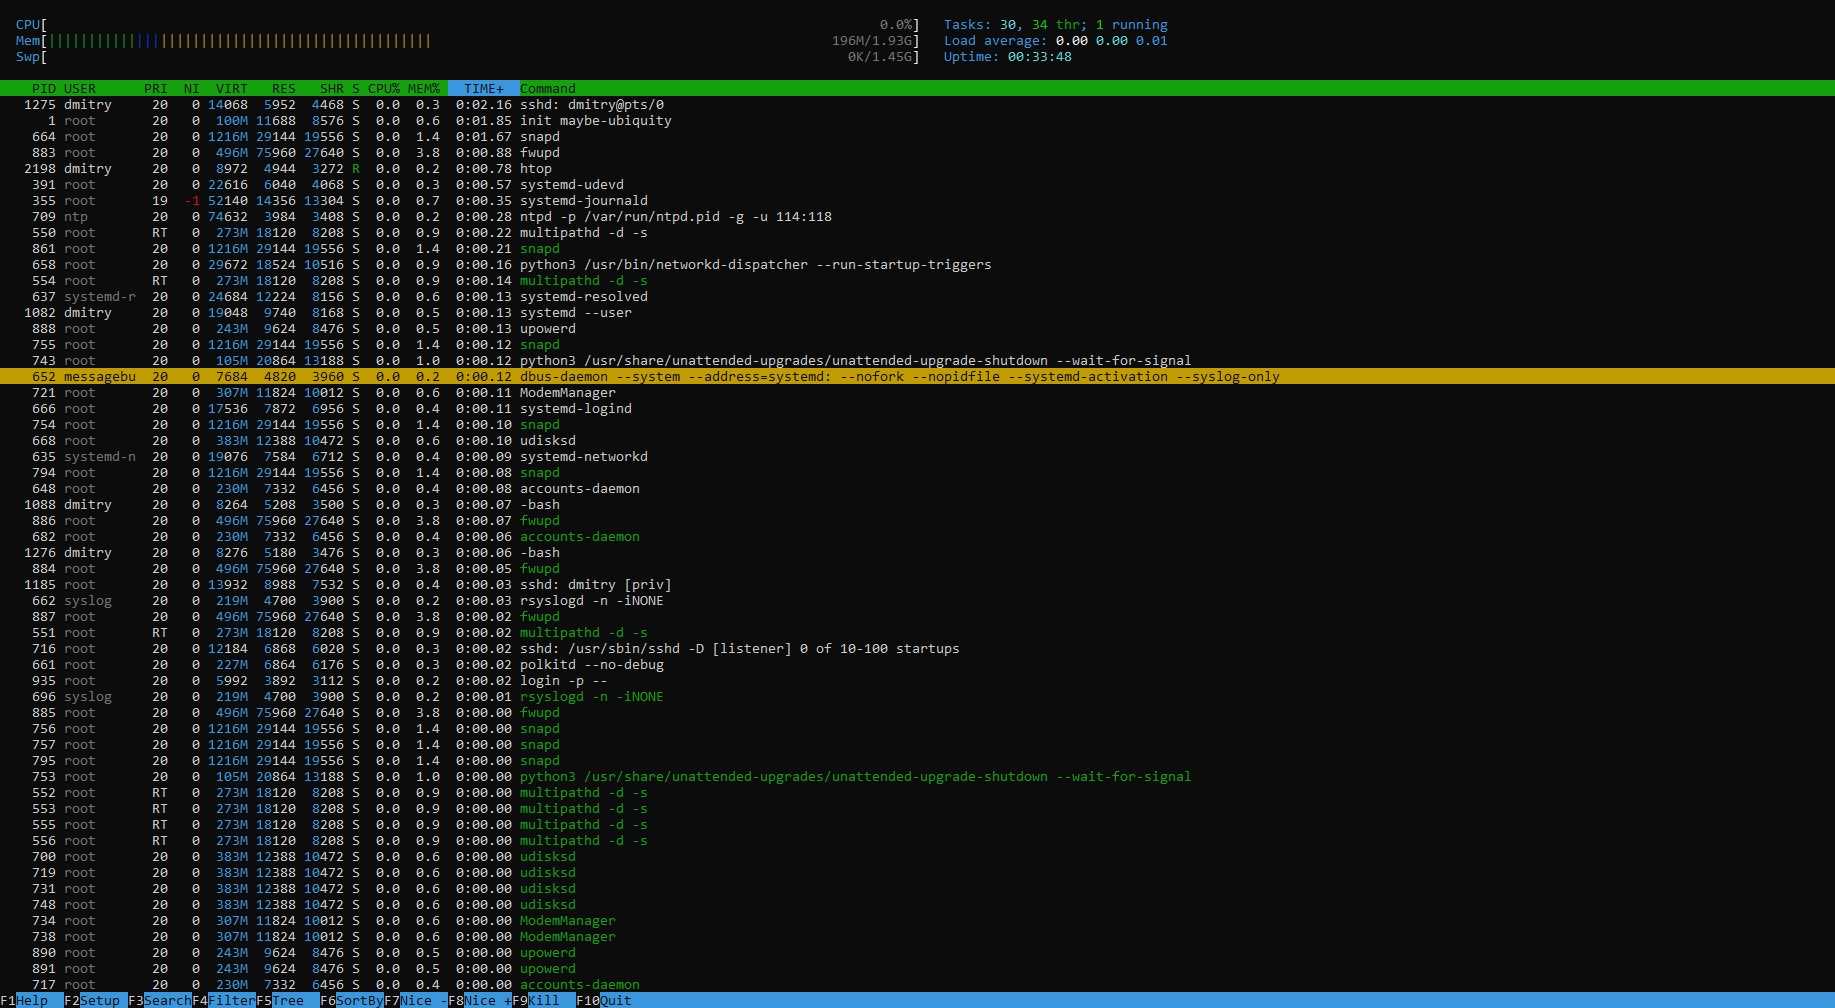 CPU[ 0.0%] Tasks: 30, 34 thr; 1 running
Mem[||||||||||||||||||||||||||||||||||||||||||||||||     196M/1.93G] Load average: 0.00 0.00 0.01
Swp[ 0K/1.45G] Uptime: 00:33:48
PID USER PRI NI VIRT RES SHR S CPU% MEM% TIME+ Command
1275 dmitry 20 0 14068 5952 4468 S 0.0 0.3 0:02.16 sshd: dmitry@pts/0
1 root 20 0 100M 11688 8576 S 0.0 0.6 0:01.85 init maybe-ubiquity
664 root 20 0 1216M 29144 19556 S 0.0 1.4 0:01.67 snapd
883 root 20 0 496M 75960 27640 S 0.0 3.8 0:00.88 fwupd
2198 dmitry 20 0 8972 4944 3272 R 0.0 0.2 0:00.78 htop
391 root 20 0 22616 6040 4068 S 0.0 0.3 0:00.57 systemd-udevd
355 root 19 -1 52140 14356 13304 S 0.0 0.7 0:00.35 systemd-journald
709 ntp 20 0 74632 3984 3408 S 0.0 0.2 0:00.28 ntpd -p /var/run/ntpd.pid -g -u 114:118
550 root RT 0 273M 18120 8208 S 0.0 0.9 0:00.22 multipathd -d -s
861 root 20 0 1216M 29144 19556 S 0.0 1.4 0:00.21 snapd
658 root 20 0 29672 18524 10516 S 0.0 0.9 0:00.16 python3 /usr/bin/networkd-dispatcher --run-startup-triggers
554 root RT 0 273M 18120 8208 S 0.0 0.9 0:00.14 multipathd -d -s
637 systemd-r 20 0 24684 12224 8156 S 0.0 0.6 0:00.13 systemd-resolved
1082 dmitry 20 0 19048 9740 8168 S 0.0 0.5 0:00.13 systemd --user
888 root 20 0 243M 9624 8476 S 0.0 0.5 0:00.13 upowerd
755 root 20 0 1216M 29144 19556 S 0.0 1.4 0:00.12 snapd
743 root 20 0 105M 20864 13188 S 0.0 1.0 0:00.12 python3 /usr/share/unattended-upgrades/unattended-upgrade-shutdown --wait-for-signal
652 messagebu 20 0 7684 4820 3960 S 0.0 0.2 0:00.12 dbus-daemon --system --address=systemd: --nofork --nopidfile --systemd-activation --syslog-only
721 root 20 0 307M 11824 10012 S 0.0 0.6 0:00.11 ModemManager
666 root 20 0 17536 7872 6956 S 0.0 0.4 0:00.11 systemd-logind
754 root 20 0 1216M 29144 19556 S 0.0 1.4 0:00.10 snapd
668 root 20 0 383M 12388 10472 S 0.0 0.6 0:00.10 udisksd
635 systemd-n 20 0 19076 7584 6712 S 0.0 0.4 0:00.09 systemd-networkd
794 root 20 0 1216M 29144 19556 S 0.0 1.4 0:00.08 snapd
648 root 20 0 230M 7332 6456 S 0.0 0.4 0:00.08 accounts-daemon
1088 dmitry 20 0 8264 5208 3500 S 0.0 0.3 0:00.07 -bash
886 root 20 0 496M 75960 27640 S 0.0 3.8 0:00.07 fwupd
682 root 20 0 230M 7332 6456 S 0.0 0.4 0:00.06 accounts-daemon
1276 dmitry 20 0 8276 5180 3476 S 0.0 0.3 0:00.06 -bash
884 root 20 0 496M 75960 27640 S 0.0 3.8 0:00.05 fwupd
1185 root 20 0 13932 8988 7532 S 0.0 0.4 0:00.03 sshd: dmitry [priv]
662 syslog 20 0 219M 4700 3900 S 0.0 0.2 0:00.03 rsyslogd -n -iNONE
887 root 20 0 496M 75960 27640 S 0.0 3.8 0:00.02 fwupd
551 root RT 0 273M 18120 8208 S 0.0 0.9 0:00.02 multipathd -d -s
716 root 20 0 12184 6868 6020 S 0.0 0.3 0:00.02 sshd: /usr/sbin/sshd -D [listener] 0 of 10-100 startups
661 root 20 0 227M 6864 6176 S 0.0 0.3 0:00.02 polkitd --no-debug
935 root 20 0 5992 3892 3112 S 0.0 0.2 0:00.02 login -p --
696 syslog 20 0 219M 4700 3900 S 0.0 0.2 0:00.01 rsyslogd -n -iNONE
885 root 20 0 496M 75960 27640 S 0.0 3.8 0:00.00 fwupd
756 root 20 0 1216M 29144 19556 S 0.0 1.4 0:00.00 snapd
757 root 20 0 1216M 29144 19556 S 0.0 1.4 0:00.00 snapd
795 root 20 0 1216M 29144 19556 S 0.0 1.4 0:00.00 snapd
753 root 20 0 105M 20864 13188 S 0.0 1.0 0:00.00 python3 /usr/share/unattended-upgrades/unattended-upgrade-shutdown --wait-for-signal
552 root RT 0 273M 18120 8208 S 0.0 0.9 0:00.00 multipathd -d -s
553 root RT 0 273M 18120 8208 S 0.0 0.9 0:00.00 multipathd -d -s
555 root RT 0 273M 18120 8208 S 0.0 0.9 0:00.00 multipathd -d -s
556 root RT 0 273M 18120 8208 S 0.0 0.9 0:00.00 multipathd -d -s
700 root 20 0 383M 12388 10472 S 0.0 0.6 0:00.00 udisksd
719 root 20 0 383M 12388 10472 S 0.0 0.6 0:00.00 udisksd
731 root 20 0 383M 12388 10472 S 0.0 0.6 0:00.00 udisksd
748 root 20 0 383M 12388 10472 S 0.0 0.6 0:00.00 udisksd
734 root 20 0 307M 11824 10012 S 0.0 0.6 0:00.00 ModemManager
738 root 20 0 307M 11824 10012 S 0.0 0.6 0:00.00 ModemManager
890 root 20 0 243M 9624 8476 S 0.0 0.5 0:00.00 upowerd
891 root 20 0 243M 9624 8476 S 0.0 0.5 0:00.00 upowerd
717 root 20 0 230M 7332 6456 S 0.0 0.4 0:00.00 accounts-daemon
F1Help F2Setup F3SearchF4FilterF5Tree F6SortByF7Nice -F8Nice +F9Kill F10Quit